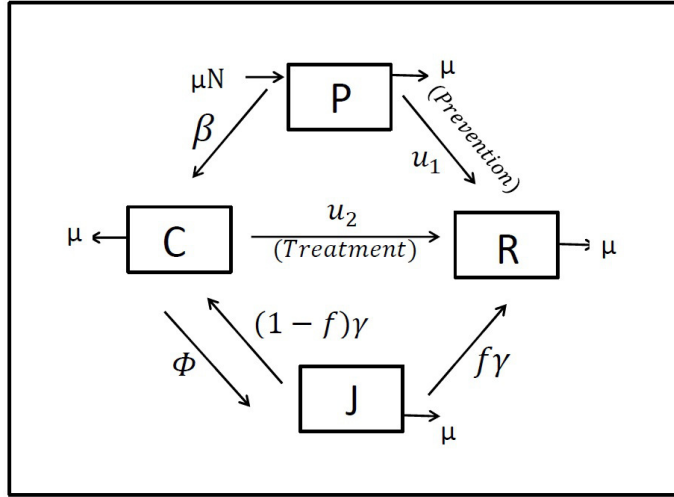 μN
P
μ
(Prevention)
β
u₁
μ
C
u₂
(Treatment)
R
μ
Φ
(1 − f)γ
J
fγ
μ